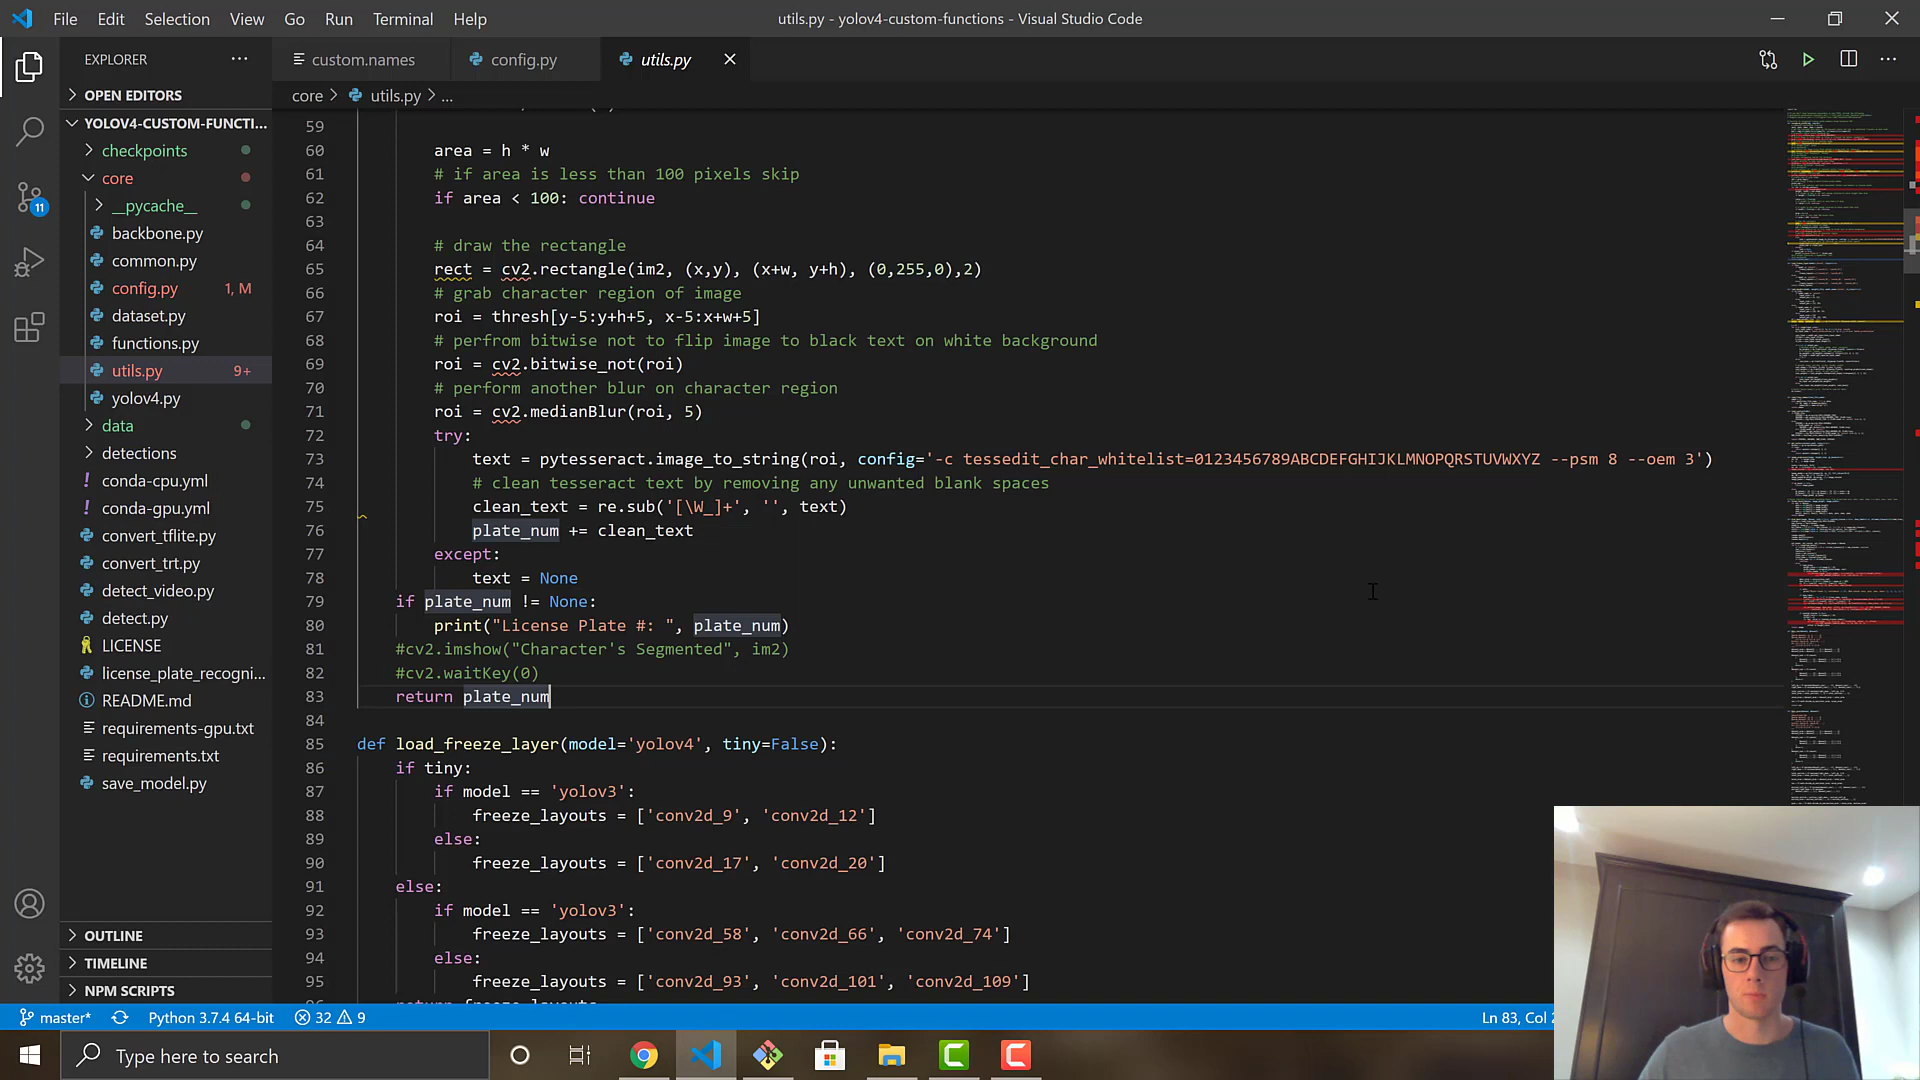 File Edit Selection View Go Run Terminal Help
utils.py - yolov4-custom-functions - Visual Studio Code
EXPLORER
custom.names
config.py
utils.py
OPEN EDITORS
core > utils.py > ...
YOLOV4-CUSTOM-FUNCTI...
checkpoints
core
__pycache__
backbone.py
common.py
config.py 1, M
dataset.py
functions.py
utils.py 9+
yolov4.py
data
detections
conda-cpu.yml
conda-gpu.yml
convert_tflite.py
convert_trt.py
detect_video.py
detect.py
LICENSE
license_plate_recogni...
README.md
requirements-gpu.txt
requirements.txt
save_model.py
OUTLINE
TIMELINE
NPM SCRIPTS
11
59
60 area = h * w
61 # if area is less than 100 pixels skip
62 if area < 100: continue
63
64 # draw the rectangle
65 rect = cv2.rectangle(im2, (x,y), (x+w, y+h), (0,255,0),2)
66 # grab character region of image
67 roi = thresh[y-5:y+h+5, x-5:x+w+5]
68 # perfrom bitwise not to flip image to black text on white background
69 roi = cv2.bitwise_not(roi)
70 # perform another blur on character region
71 roi = cv2.medianBlur(roi, 5)
72 try:
73 text = pytesseract.image_to_string(roi, config='-c tessedit_char_whitelist=0123456789ABCDEFGHIJKLMNOPQRSTUVWXYZ --psm 8 --oem 3')
74 # clean tesseract text by removing any unwanted blank spaces
75 clean_text = re.sub('[\W_]+', '', text)
76 plate_num += clean_text
77 except:
78 text = None
79 if plate_num != None:
80 print("License Plate #: ", plate_num)
81 #cv2.imshow("Character's Segmented", im2)
82 #cv2.waitKey(0)
83 return plate_num
84
85 def load_freeze_layer(model='yolov4', tiny=False):
86 if tiny:
87 if model == 'yolov3':
88 freeze_layouts = ['conv2d_9', 'conv2d_12']
89 else:
90 freeze_layouts = ['conv2d_17', 'conv2d_20']
91 else:
92 if model == 'yolov3':
93 freeze_layouts = ['conv2d_58', 'conv2d_66', 'conv2d_74']
94 else:
95 freeze_layouts = ['conv2d_93', 'conv2d_101', 'conv2d_109']
master* Python 3.7.4 64-bit 32 9 Ln 83, Col
Type here to search